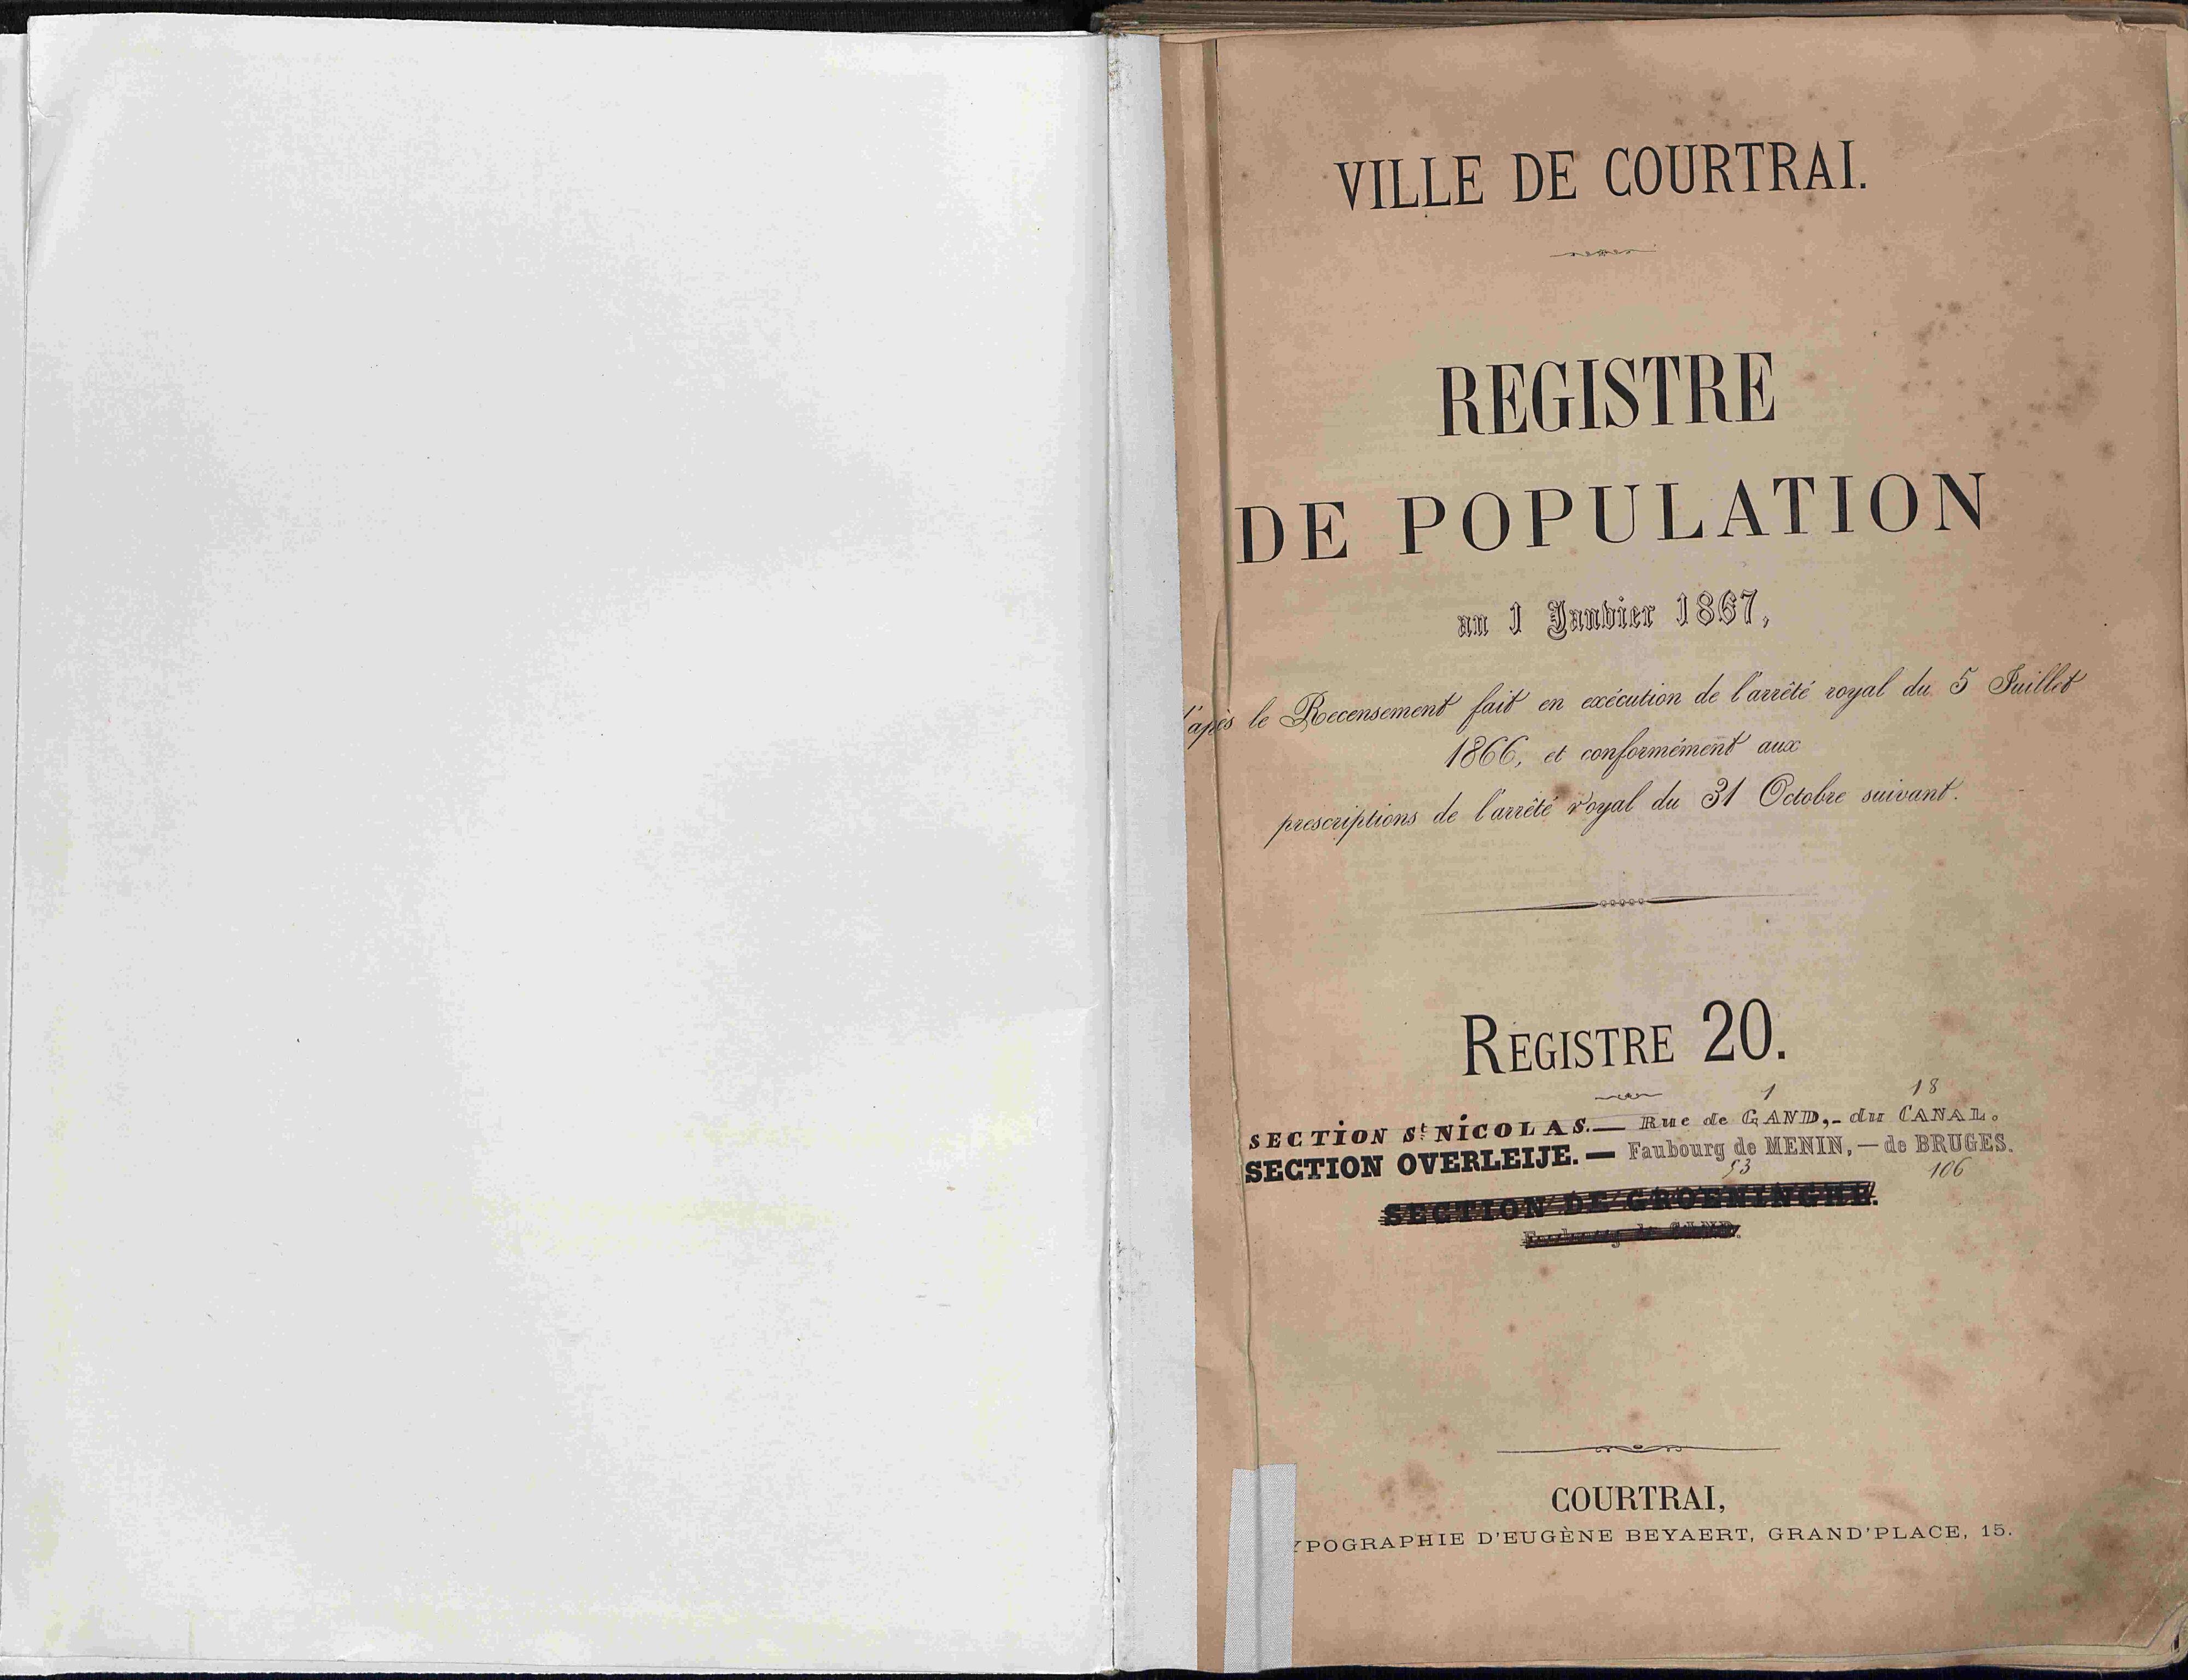 VILLE DE COURTRAI.
REGISTRE
DE POPULATION
au 1 Janvier 1867,
d'après le Recensement fait en exécution de l'arrêté royal du 5 Juillet
1866, et conformément aux
prescriptions de l'arrêté royal du 31 Octobre suivant.
REGISTRE 20.
1 18
SECTION St NICOLAS.— Rue de GAND,- du CANAL.
SECTION OVERLEIJE. — Faubourg de MENIN, — de BRUGES.
53 106
SECTION DE GROENINGHE.
Faubourg de GAND.
COURTRAI,
YPOGRAPHIE D'EUGÈNE BEYAERT, GRAND'PLACE, 15.